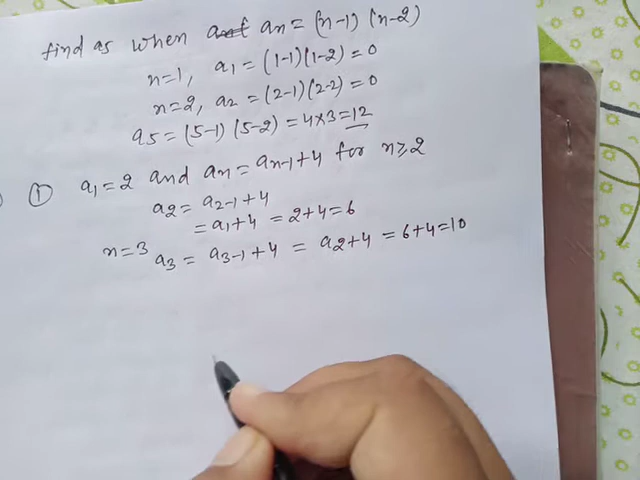 find a5 when an = (n-1) (n-2)
n=1, a1 = (1-1)(1-2) = 0
n=2, a2 = (2-1)(2-2) = 0
a5 = (5-1) (5-2) = 4×3 = 12
① a1 = 2 and an = an-1 + 4 for n ≥ 2
a2 = a2-1 + 4
= a1 + 4 = 2+4 = 6
n=3 a3 = a3-1 + 4 = a2 + 4 = 6+4 = 10